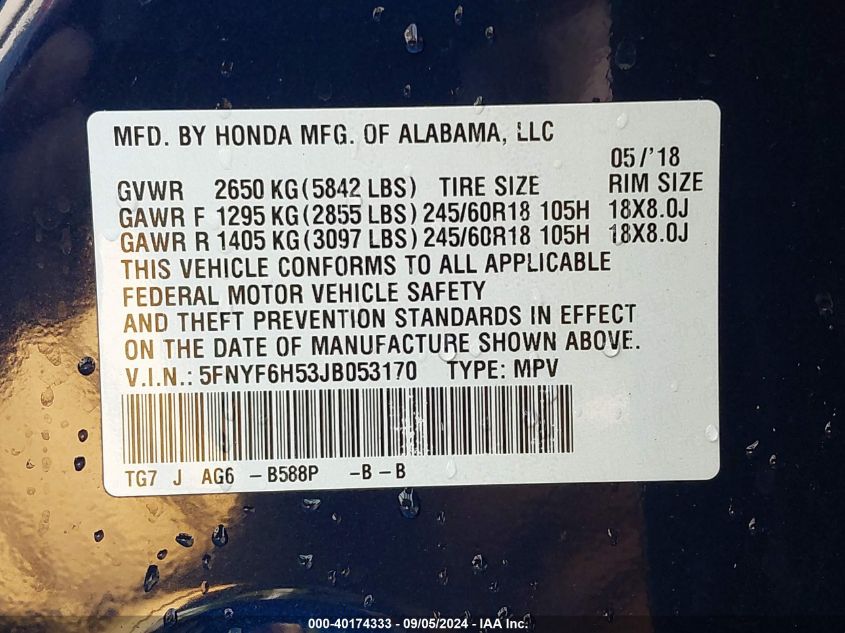 MFD. BY HONDA MFG. OF ALABAMA, LLC
05/'18
GVWR 2650 KG(5842 LBS) TIRE SIZE RIM SIZE
GAWR F 1295 KG(2855 LBS) 245/60R18 105H 18X8.0J
GAWR R 1405 KG(3097 LBS) 245/60R18 105H 18X8.0J
THIS VEHICLE CONFORMS TO ALL APPLICABLE
FEDERAL MOTOR VEHICLE SAFETY
AND THEFT PREVENTION STANDARDS IN EFFECT
ON THE DATE OF MANUFACTURE SHOWN ABOVE.
V.I.N.: 5FNYF6H53JB053170 TYPE: MPV
TG7 J AG6 -B588P -B -B
000-40174333 - 09/05/2024 - IAA Inc.